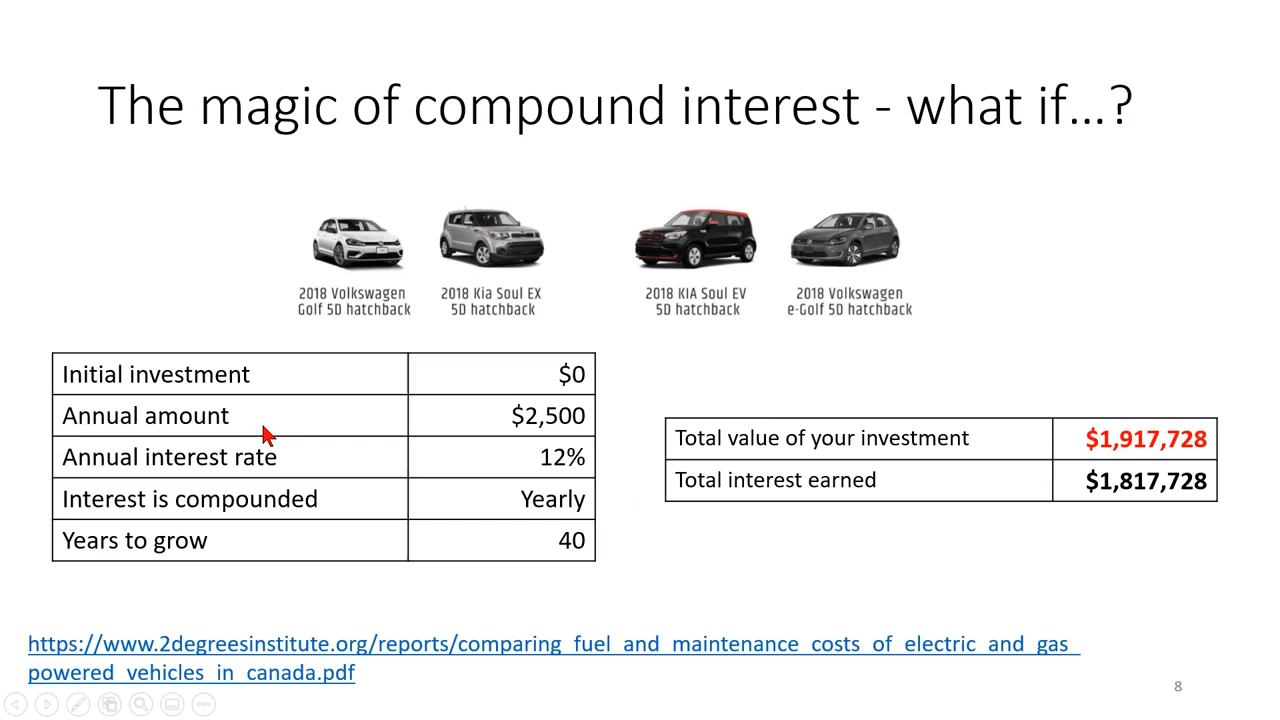 The magic of compound interest - what if...?
2018 Volkswagen
Golf 5D hatchback
2018 Kia Soul EX
5D hatchback
2018 KIA Soul EV
5D hatchback
2018 Volkswagen
e-Golf 5D hatchback
Initial investment $0
Annual amount $2,500
Annual interest rate 12%
Interest is compounded Yearly
Years to grow 40
Total value of your investment $1,917,728
Total interest earned $1,817,728
https://www.2degreesinstitute.org/reports/comparing_fuel_and_maintenance_costs_of_electric_and_gas_
powered_vehicles_in_canada.pdf
8